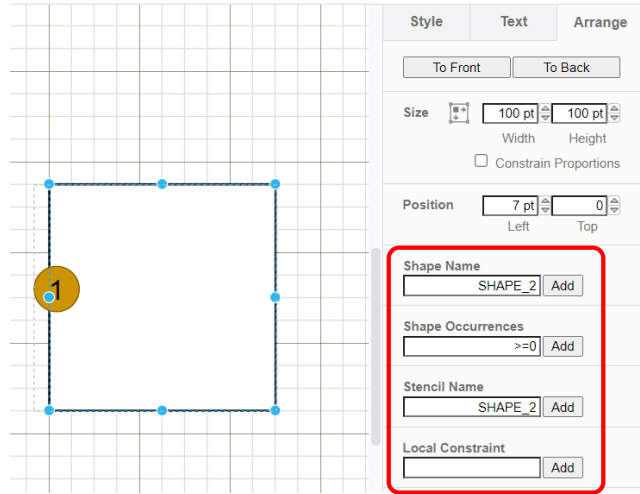 Style Text Arrange
To Front To Back
Size 100 pt 100 pt
Width Height
Constrain Proportions
Position 7 pt 0
Left Top
1
Shape Name
SHAPE_2 Add
Shape Occurrences
>=0 Add
Stencil Name
SHAPE_2 Add
Local Constraint
Add